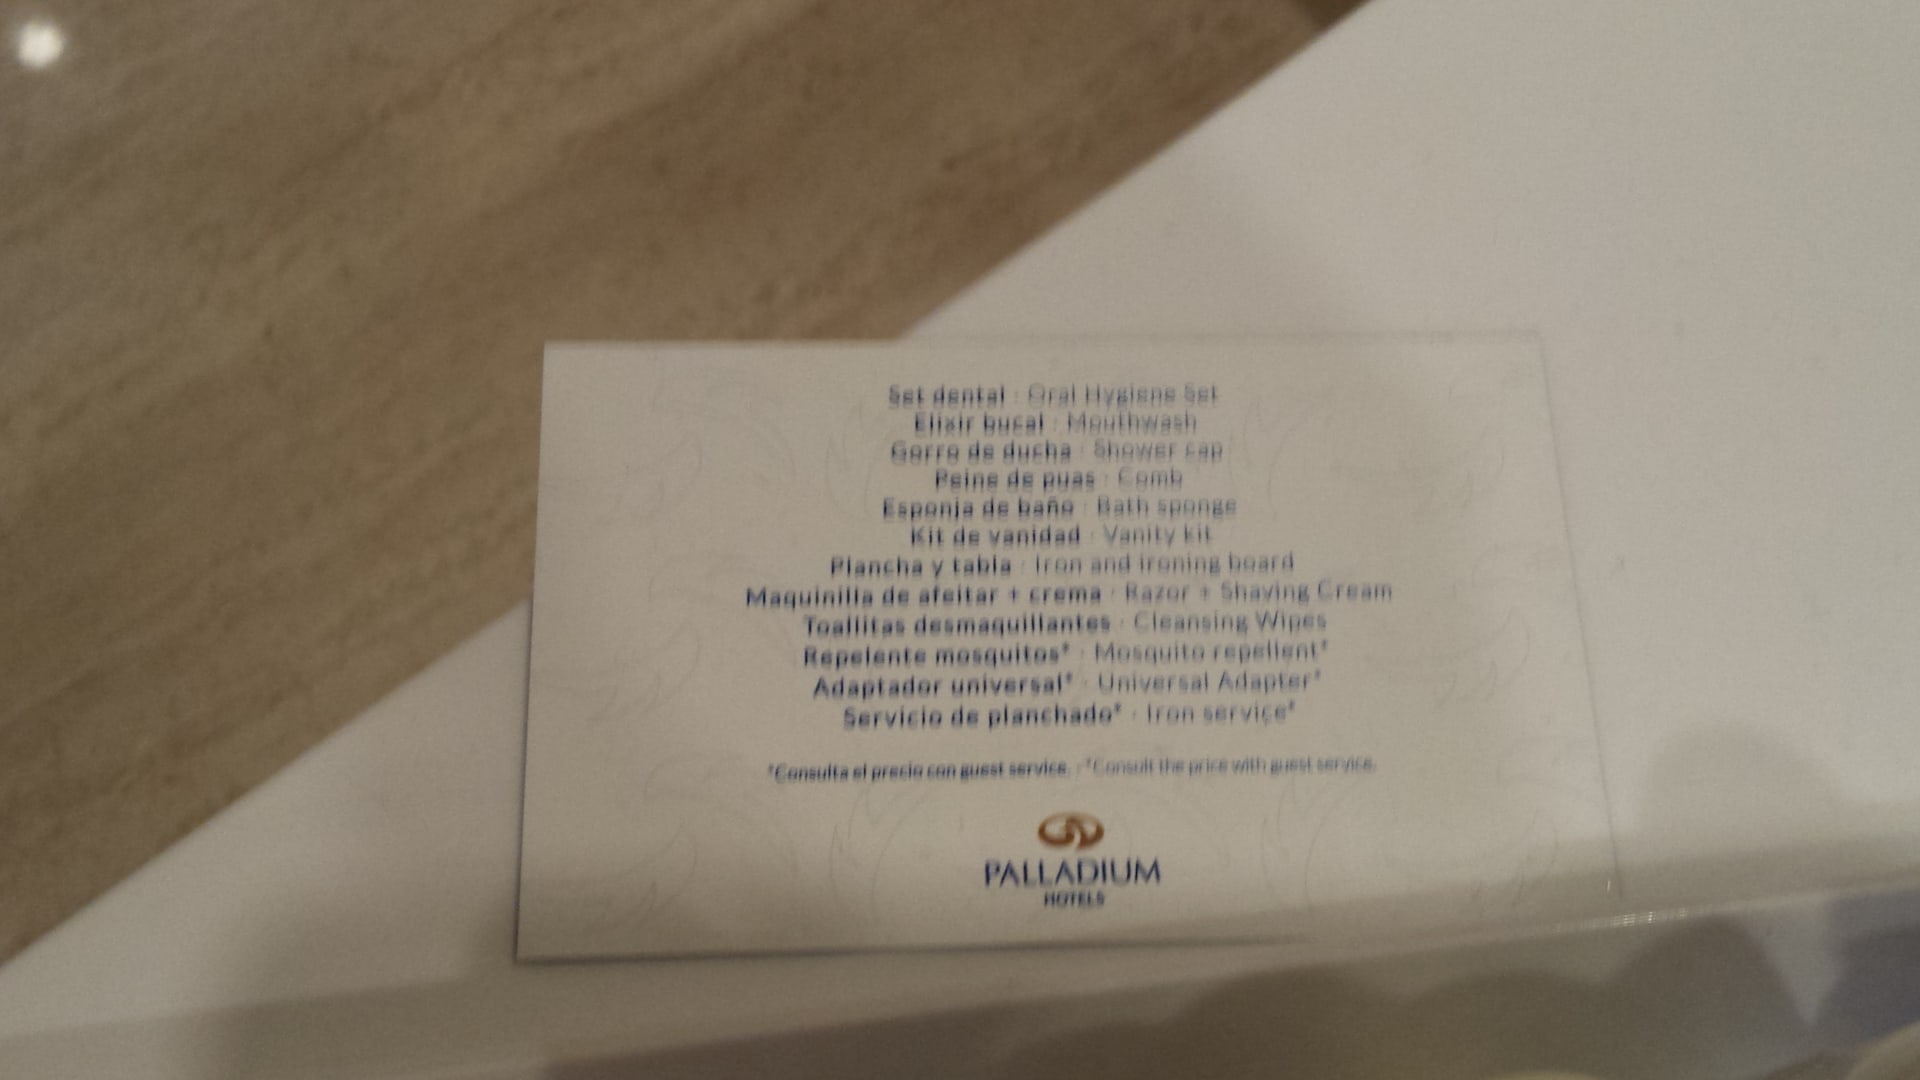 Set dental · Oral Hygiene Set
Elixir bucal · Mouthwash
Gorro de ducha · Shower cap
Peine de puas · Comb
Esponja de baño · Bath sponge
Kit de vanidad · Vanity kit
Plancha y tabla · Iron and ironing board
Maquinilla de afeitar + crema · Razor + Shaving Cream
Toallitas desmaquillantes · Cleansing Wipes
Repelente mosquitos* · Mosquito repellent*
Adaptador universal* · Universal Adapter*
Servicio de planchado* · Iron service*
*Consulta el precio con guest service. · *Consult the price with guest service.
PALLADIUM
HOTELS